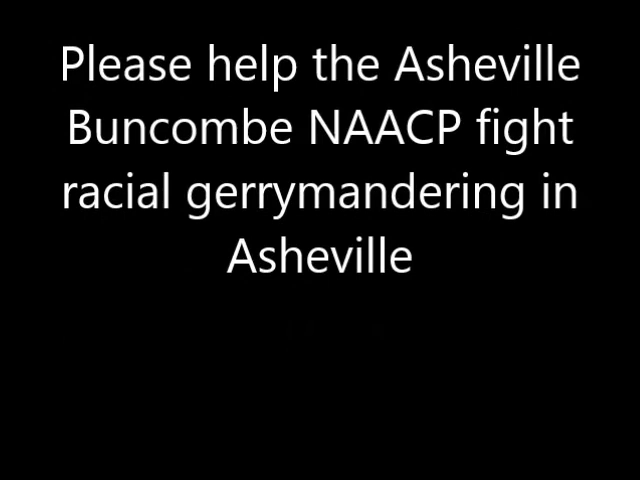 Please help the Asheville
Buncombe NAACP fight
racial gerrymandering in
Asheville